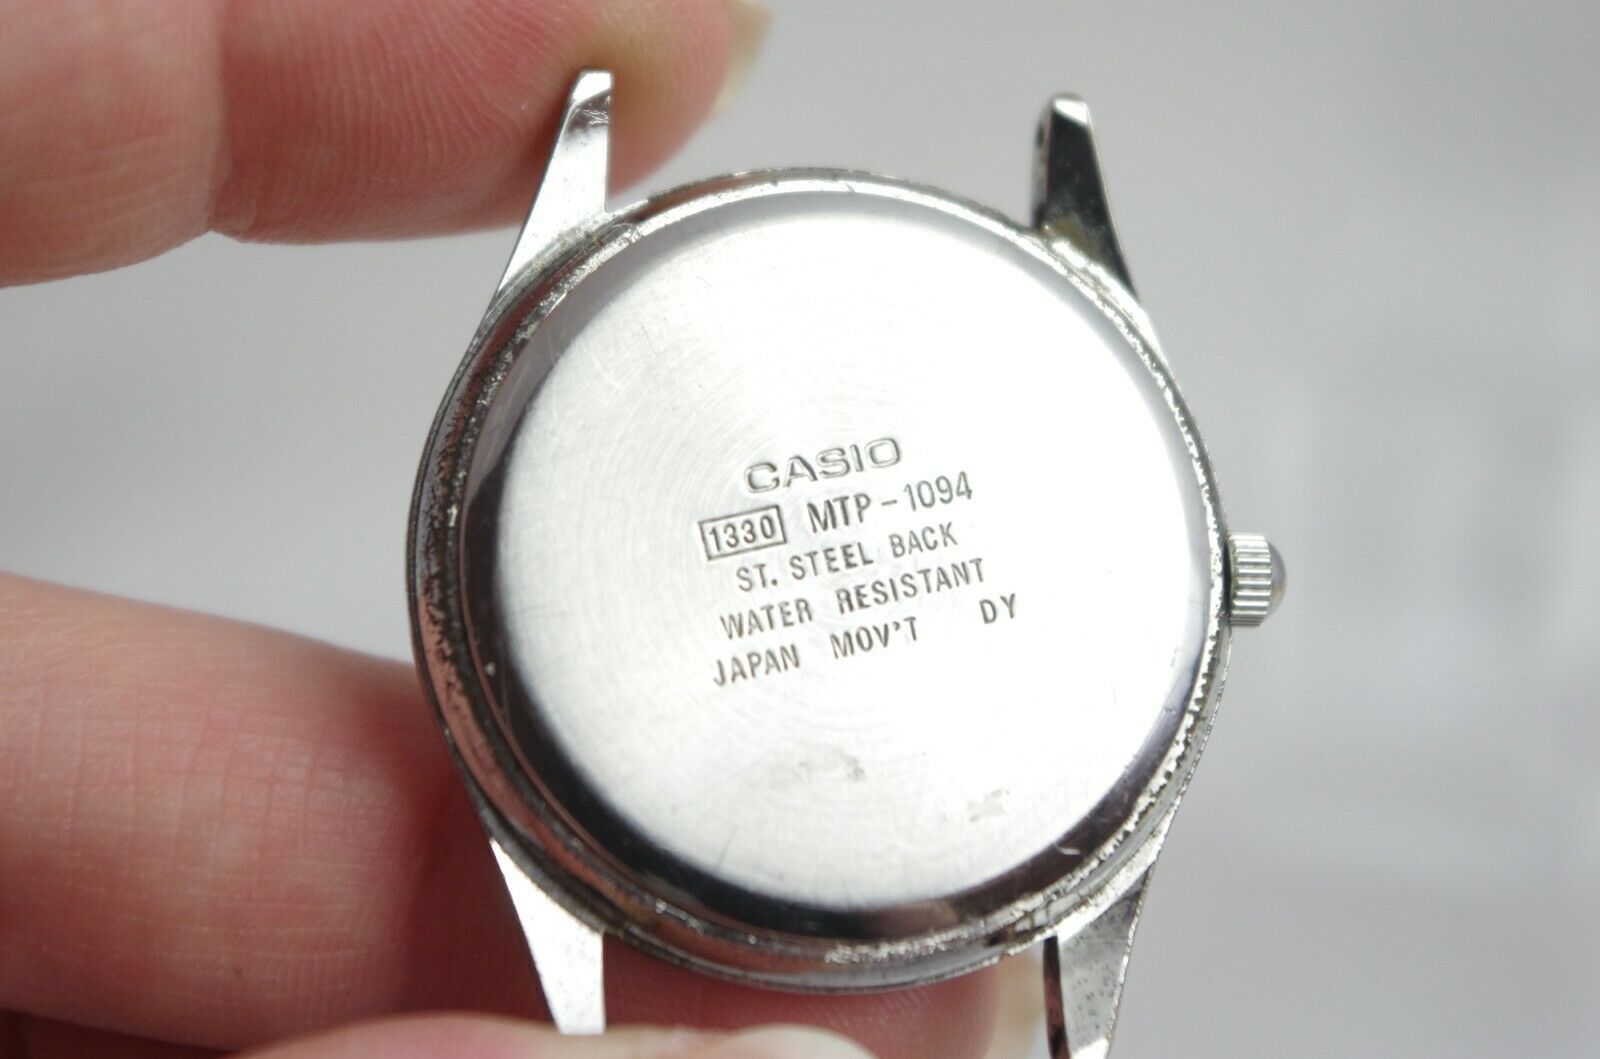 CASIO
1330 MTP-1094
ST. STEEL BACK
WATER RESISTANT
JAPAN MOV'T DY